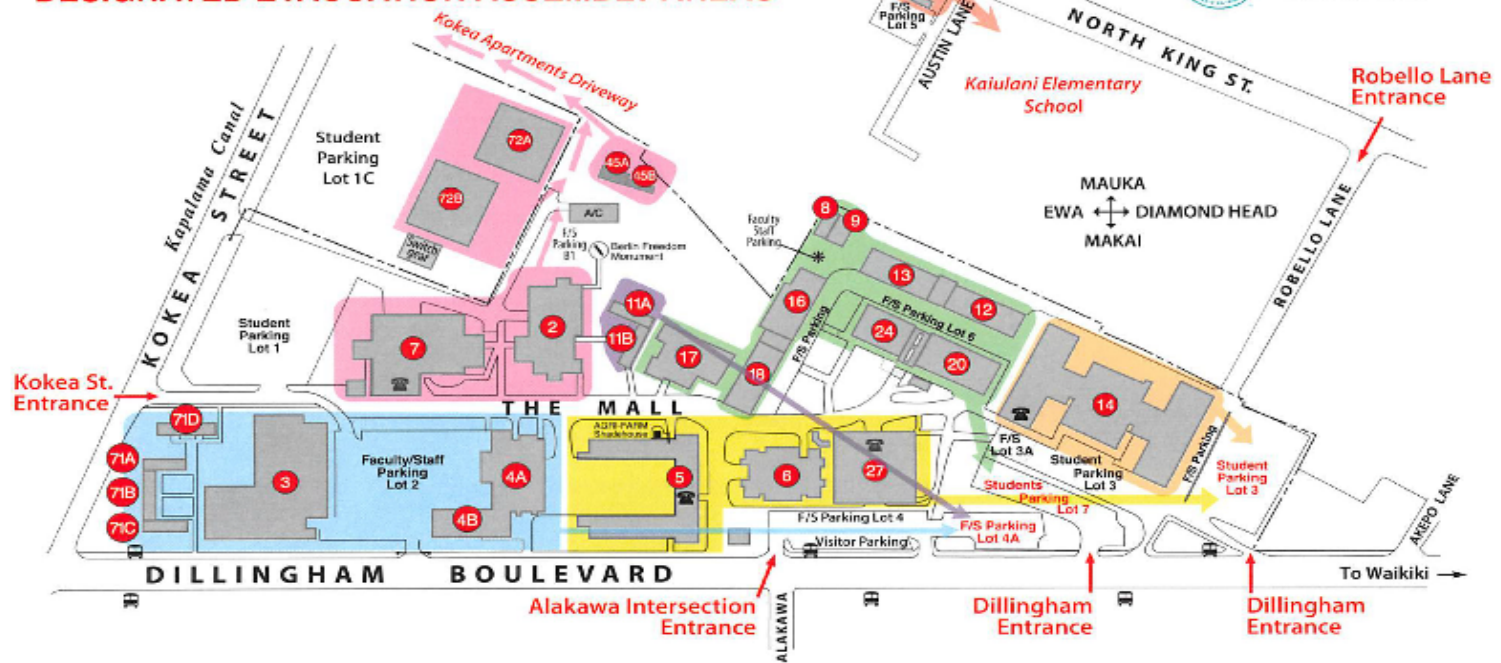 DESIGNATED EVACUATION ASSEMBLY AREAS
F/S
Parking
Lot 5
AUSTIN LANE
NORTH KING ST.
Kokea Apartments Driveway
Kaiulani Elementary
School
Robello Lane
Entrance
Kapalama Canal
KOKEA STREET
Student
Parking
Lot 1C
72A
72B
45A
45B
Switch
gear
A/C
F/S
Parking
B1
Berlin Freedom
Monument
Faculty
Staff
Parking
8
9
MAUKA
EWA
DIAMOND HEAD
MAKAI
ROBELLO LANE
13
12
16
F/S Parking
F/S Parking Lot 6
24
20
11A
11B
17
18
2
7
Student
Parking
Lot 1
14
Kokea St.
Entrance
THE MALL
71D
71A
71B
71C
3
Faculty/Staff
Parking
Lot 2
4A
4B
AGRI-FARM
Shadehouse
5
6
27
F/S
Lot 3A
Student
Parking
Lot 3
F/S Parking
Student
Parking
Lot 3
Students
Parking
Lot 7
F/S Parking Lot 4
F/S Parking
Lot 4A
Visitor Parking
AKEPO LANE
DILLINGHAM BOULEVARD
To Waikiki
Alakawa Intersection
Entrance
ALAKAWA
Dillingham
Entrance
Dillingham
Entrance